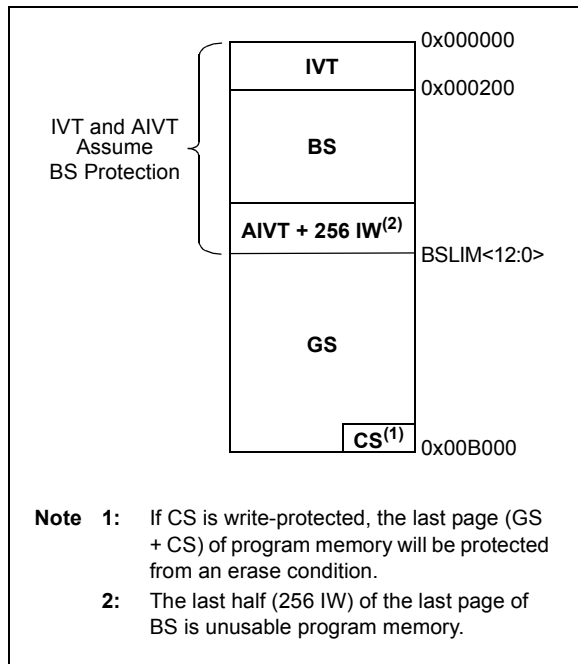 0x000000
IVT
0x000200
IVT and AIVT
Assume
BS Protection
BS
AIVT + 256 IW(2)
BSLIM<12:0>
GS
CS(1)
0x00B000
Note 1: If CS is write-protected, the last page (GS
+ CS) of program memory will be protected
from an erase condition.
2: The last half (256 IW) of the last page of
BS is unusable program memory.